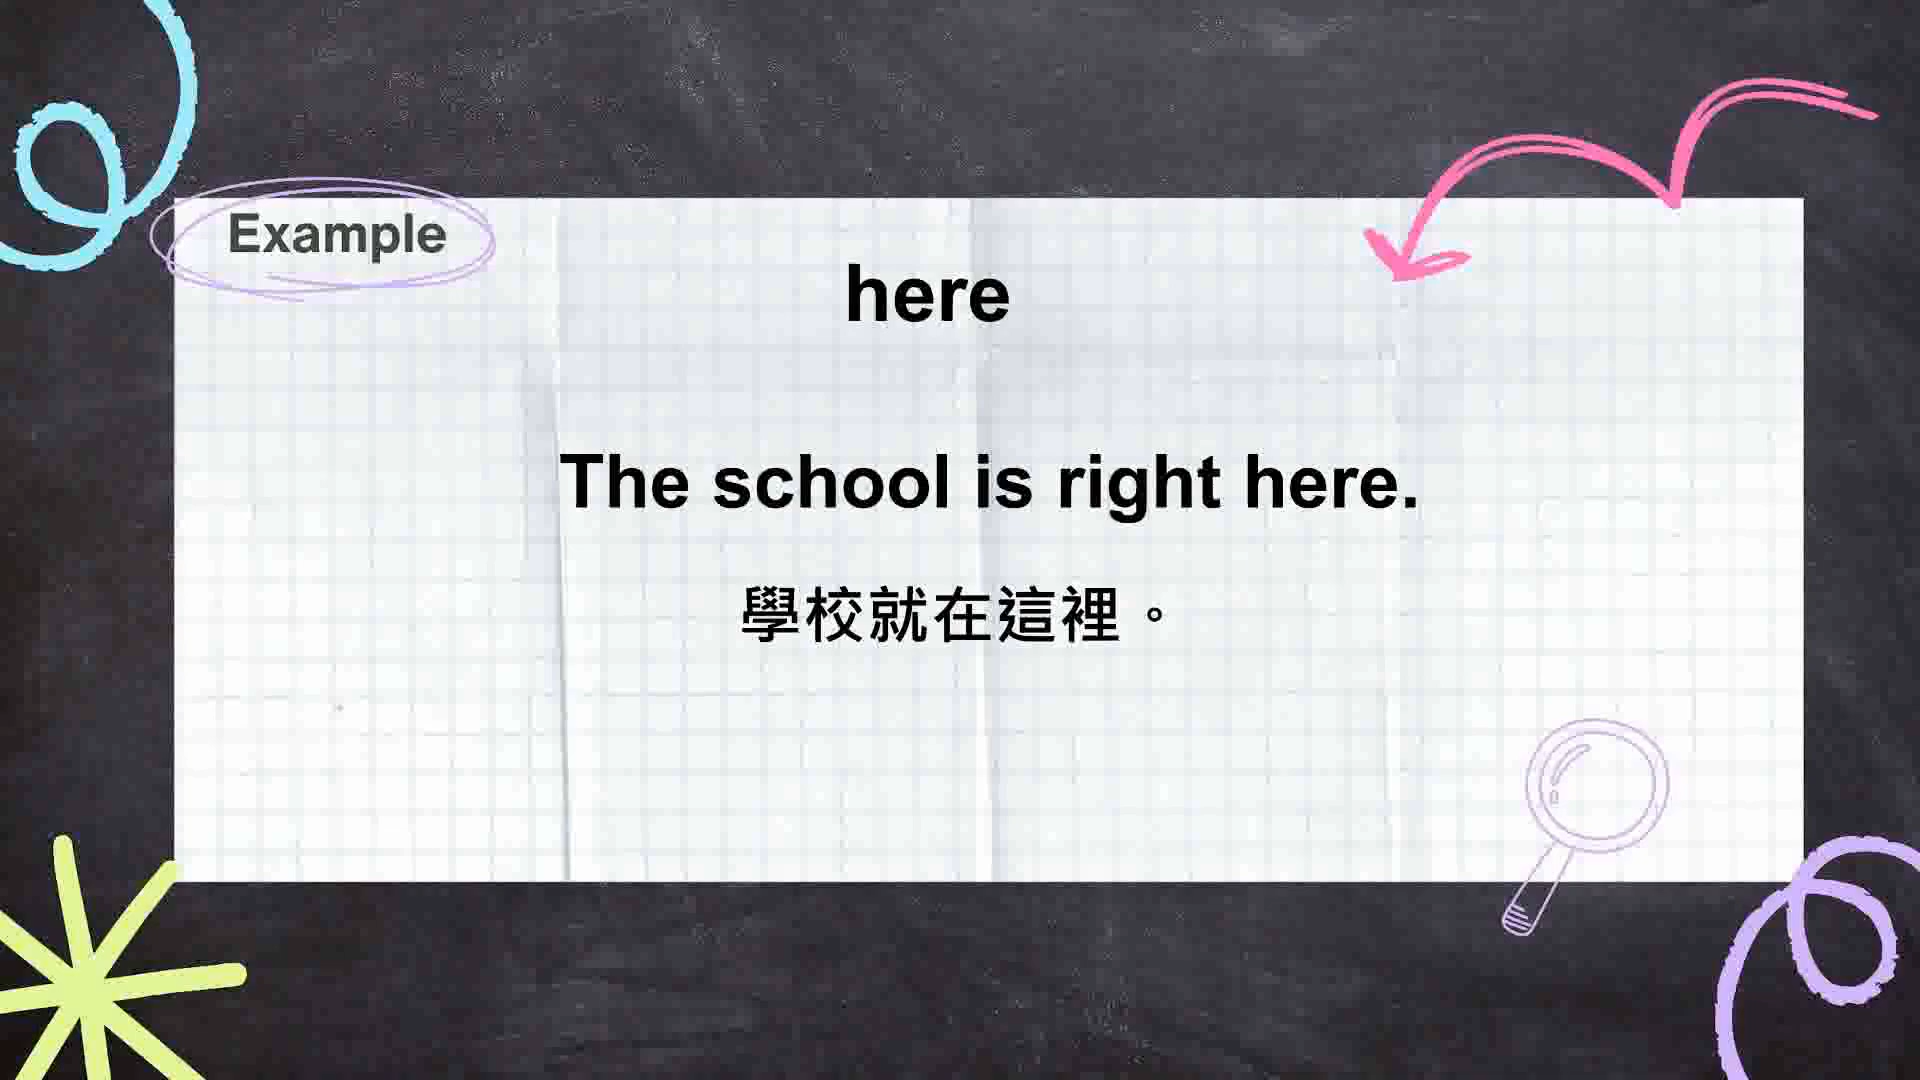 Example
here
The school is right here.
學校就在這裡。